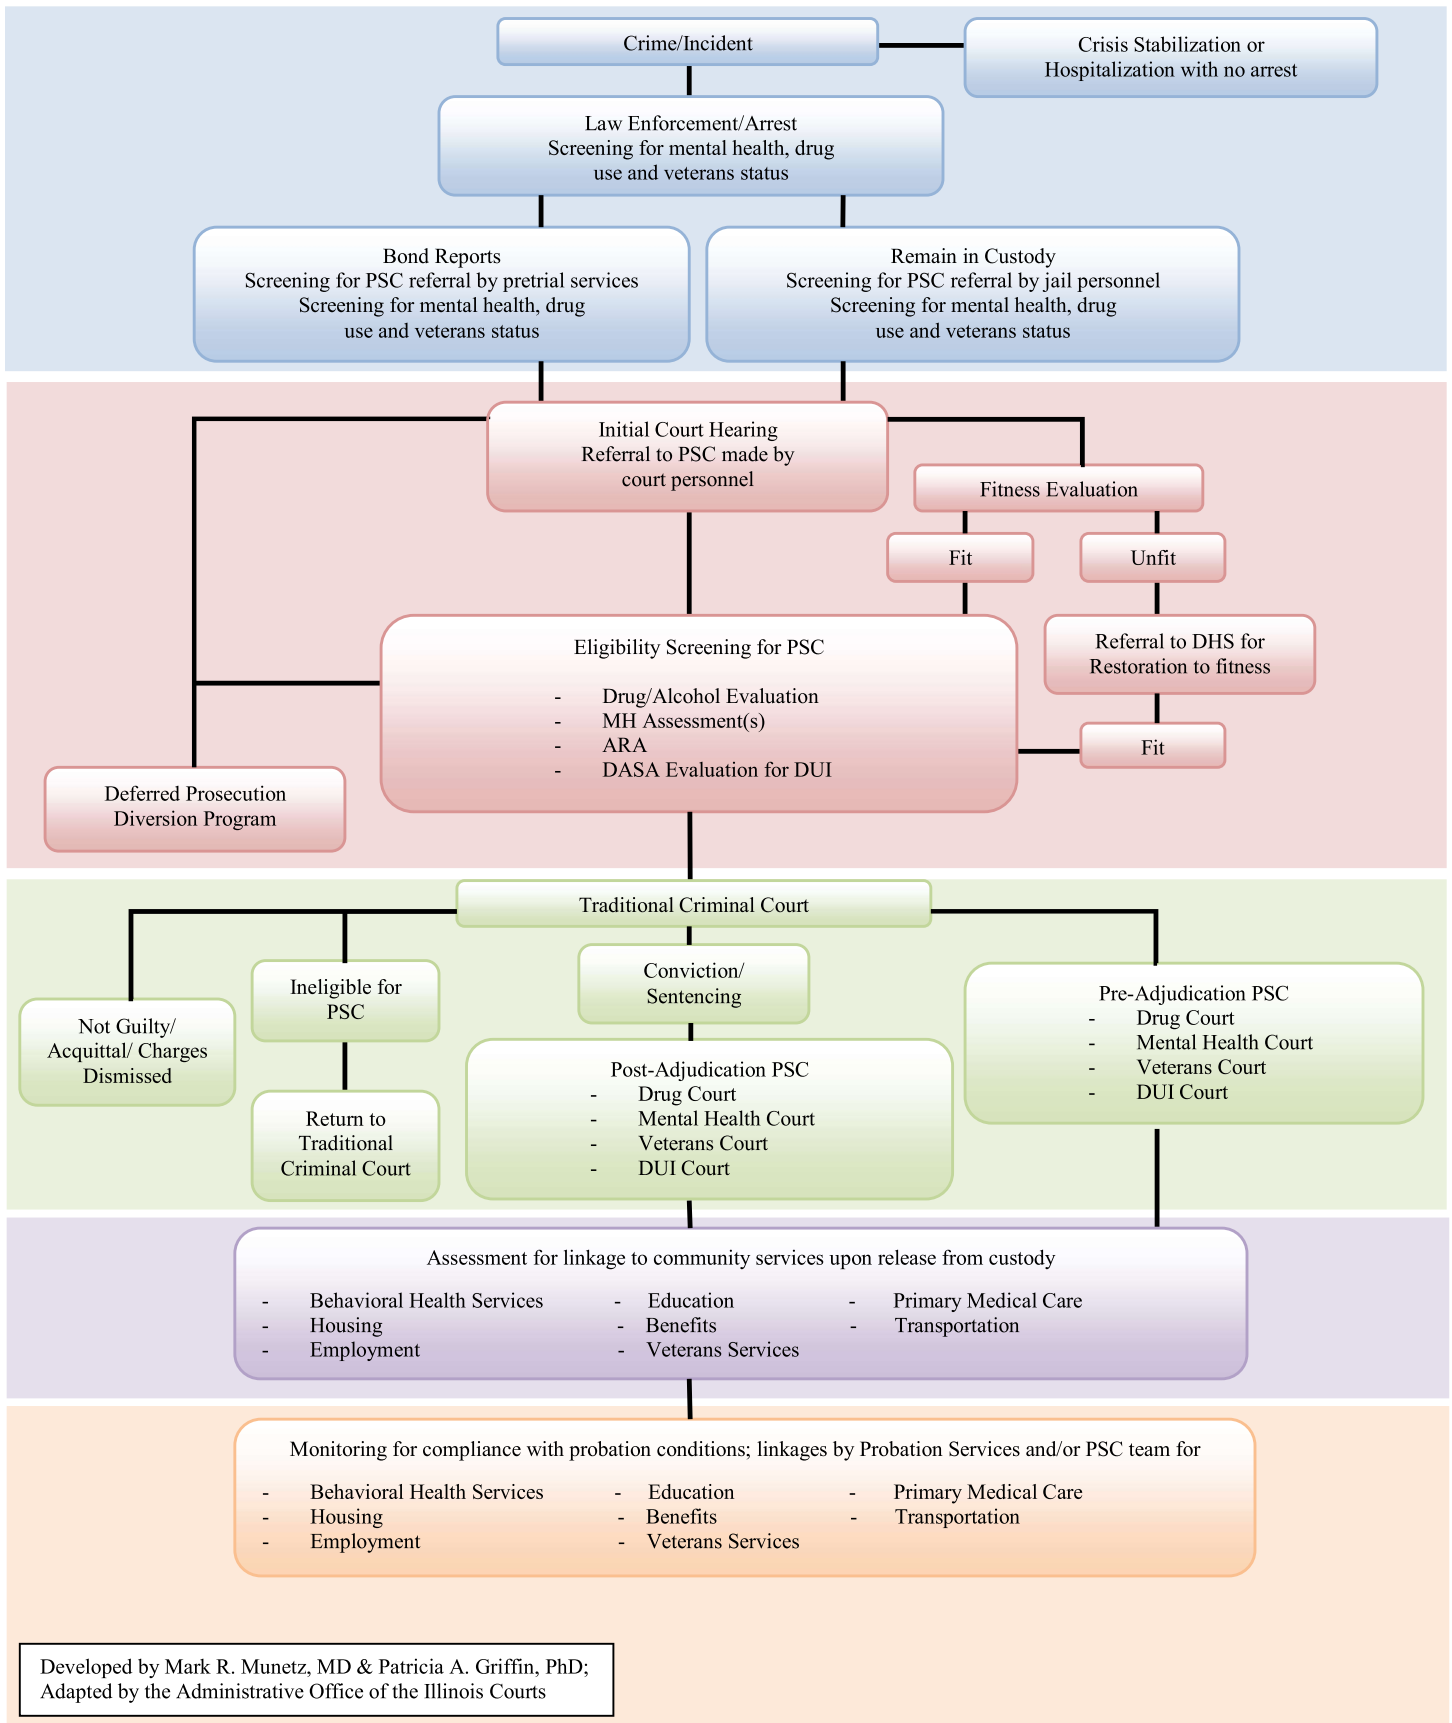 Crime/Incident
Crisis Stabilization or
Hospitalization with no arrest
Law Enforcement/Arrest
Screening for mental health, drug
use and veterans status
Bond Reports
Screening for PSC referral by pretrial services
Screening for mental health, drug
use and veterans status
Remain in Custody
Screening for PSC referral by jail personnel
Screening for mental health, drug
use and veterans status
Initial Court Hearing
Referral to PSC made by
court personnel
Fitness Evaluation
Fit
Unfit
Eligibility Screening for PSC
- Drug/Alcohol Evaluation
- MH Assessment(s)
- ARA
- DASA Evaluation for DUI
Referral to DHS for
Restoration to fitness
Fit
Deferred Prosecution
Diversion Program
Traditional Criminal Court
Not Guilty/
Acquittal/ Charges
Dismissed
Ineligible for
PSC
Return to
Traditional
Criminal Court
Conviction/
Sentencing
Post-Adjudication PSC
- Drug Court
- Mental Health Court
- Veterans Court
- DUI Court
Pre-Adjudication PSC
- Drug Court
- Mental Health Court
- Veterans Court
- DUI Court
Assessment for linkage to community services upon release from custody
- Behavioral Health Services - Education - Primary Medical Care
- Housing - Benefits - Transportation
- Employment - Veterans Services
Monitoring for compliance with probation conditions; linkages by Probation Services and/or PSC team for
- Behavioral Health Services - Education - Primary Medical Care
- Housing - Benefits - Transportation
- Employment - Veterans Services
Developed by Mark R. Munetz, MD & Patricia A. Griffin, PhD;
Adapted by the Administrative Office of the Illinois Courts